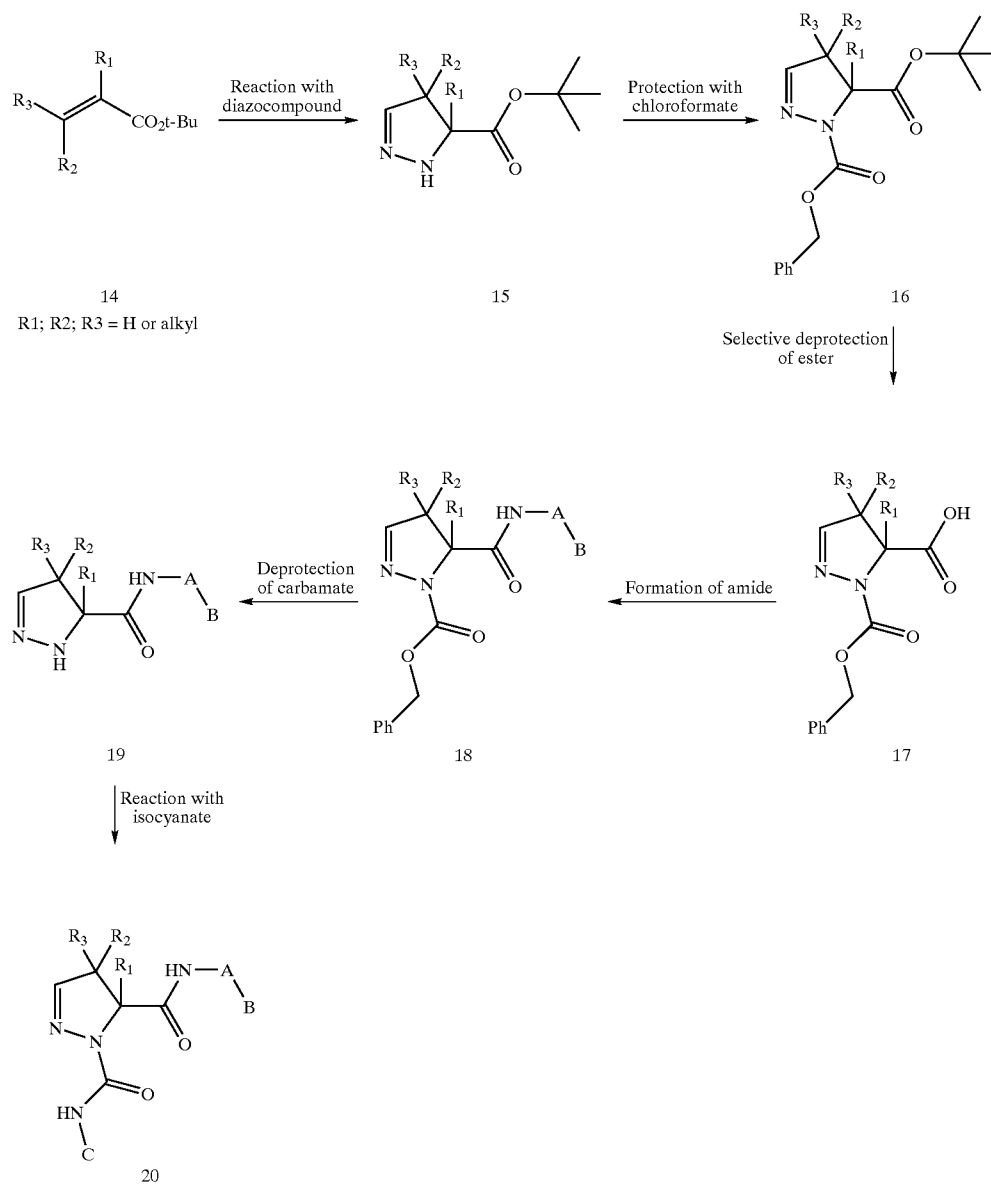 R1
R3
CO2t-Bu
R2
14
R1; R2; R3 = H or alkyl
Reaction with
diazocompound
R3
R2
R1
O
N
N
H
O
15
Protection with
chloroformate
R3
R2
R1
O
N
N
O
O
O
Ph
16
Selective deprotection
of ester
R3
R2
R1
OH
N
N
O
O
O
Ph
17
Formation of amide
R3
R2
R1
HN
A
B
N
N
O
O
O
Ph
18
Deprotection
of carbamate
R3
R2
R1
HN
A
B
N
N
H
O
19
Reaction with
isocyanate
R3
R2
R1
HN
A
B
N
N
O
O
HN
C
20